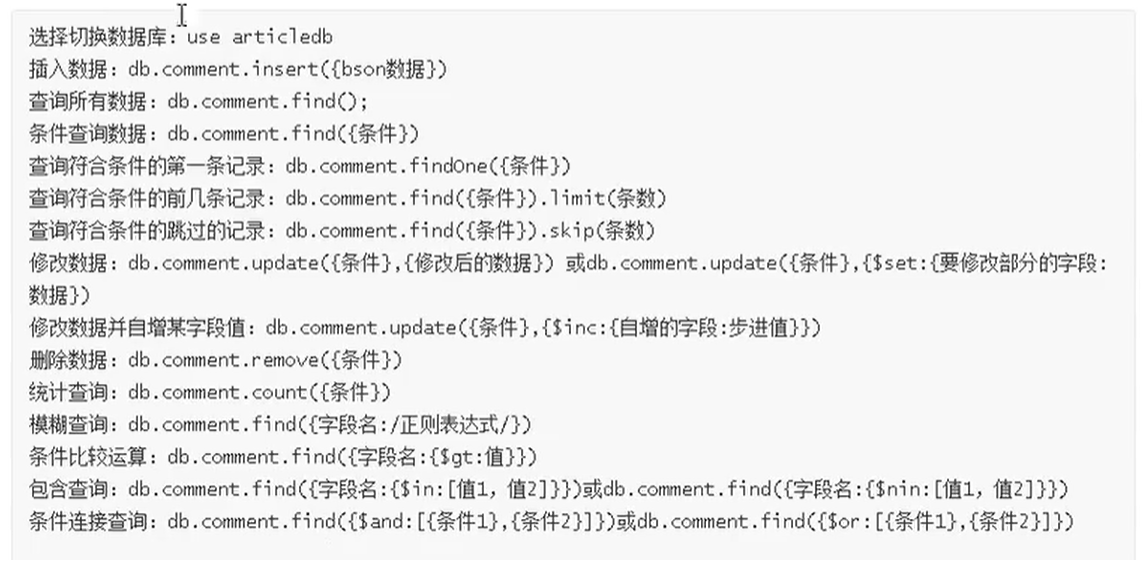 选择切换数据库：use articledb
插入数据：db.comment.insert({bson数据})
查询所有数据：db.comment.find();
条件查询数据：db.comment.find({条件})
查询符合条件的第一条记录：db.comment.findOne({条件})
查询符合条件的前几条记录：db.comment.find({条件}).limit(条数)
查询符合条件的跳过的记录：db.comment.find({条件}).skip(条数)
修改数据：db.comment.update({条件},{修改后的数据}) 或db.comment.update({条件},{$set:{要修改部分的字段:
数据})
修改数据并自增某字段值：db.comment.update({条件},{$inc:{自增的字段:步进值}})
删除数据：db.comment.remove({条件})
统计查询：db.comment.count({条件})
模糊查询：db.comment.find({字段名:/正则表达式/})
条件比较运算：db.comment.find({字段名:{$gt:值}})
包含查询：db.comment.find({字段名:{$in:[值1，值2]}})或db.comment.find({字段名:{$nin:[值1，值2]}})
条件连接查询：db.comment.find({$and:[{条件1},{条件2}]})或db.comment.find({$or:[{条件1},{条件2}]})